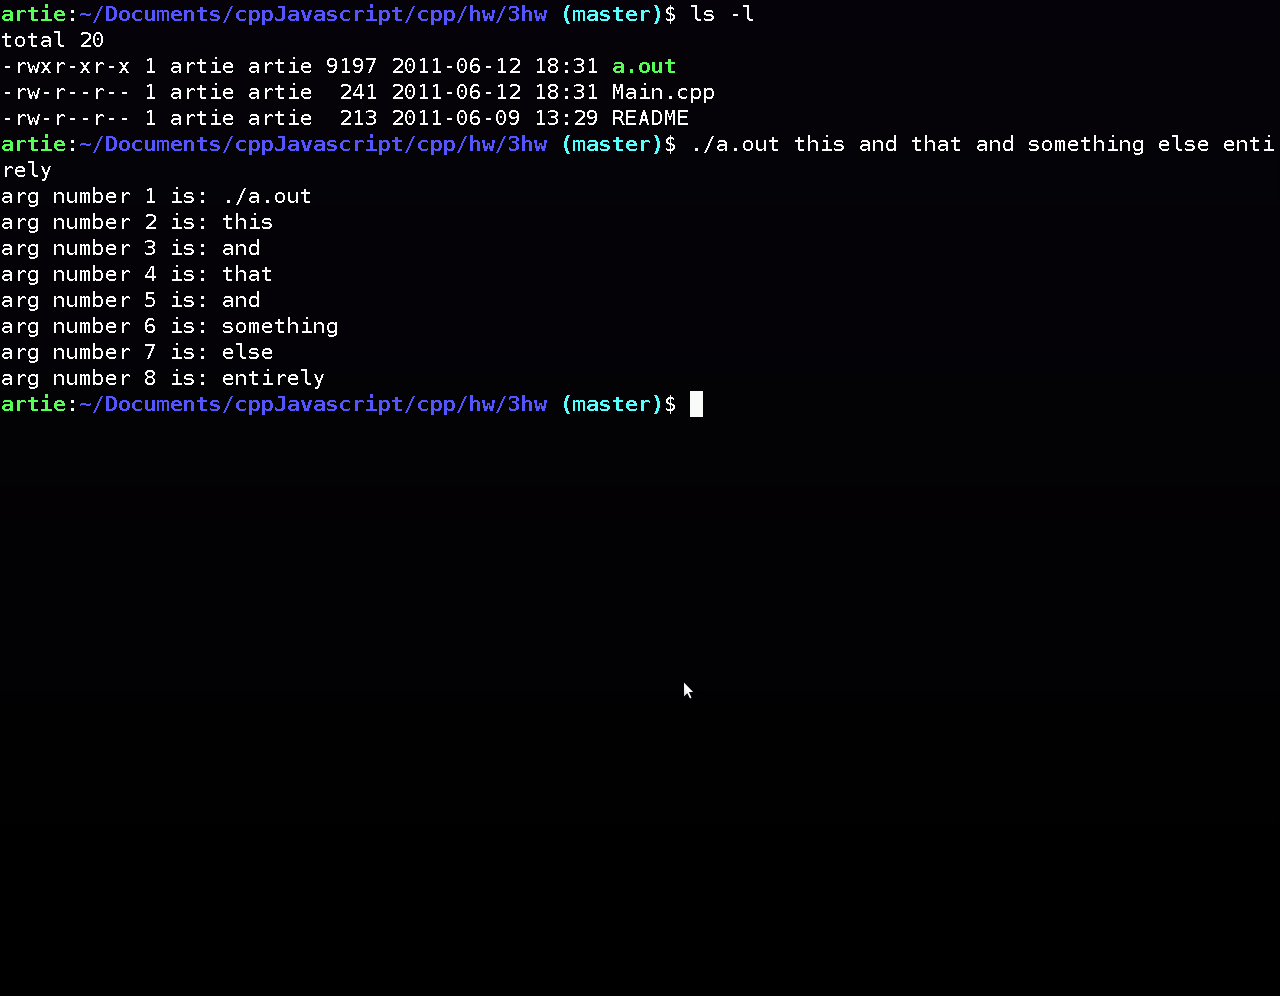 artie:~/Documents/cppJavascript/cpp/hw/3hw (master)$ ls -l
total 20
-rwxr-xr-x 1 artie artie 9197 2011-06-12 18:31 a.out
-rw-r--r-- 1 artie artie  241 2011-06-12 18:31 Main.cpp
-rw-r--r-- 1 artie artie  213 2011-06-09 13:29 README
artie:~/Documents/cppJavascript/cpp/hw/3hw (master)$ ./a.out this and that and something else enti
rely
arg number 1 is: ./a.out
arg number 2 is: this
arg number 3 is: and
arg number 4 is: that
arg number 5 is: and
arg number 6 is: something
arg number 7 is: else
arg number 8 is: entirely
artie:~/Documents/cppJavascript/cpp/hw/3hw (master)$